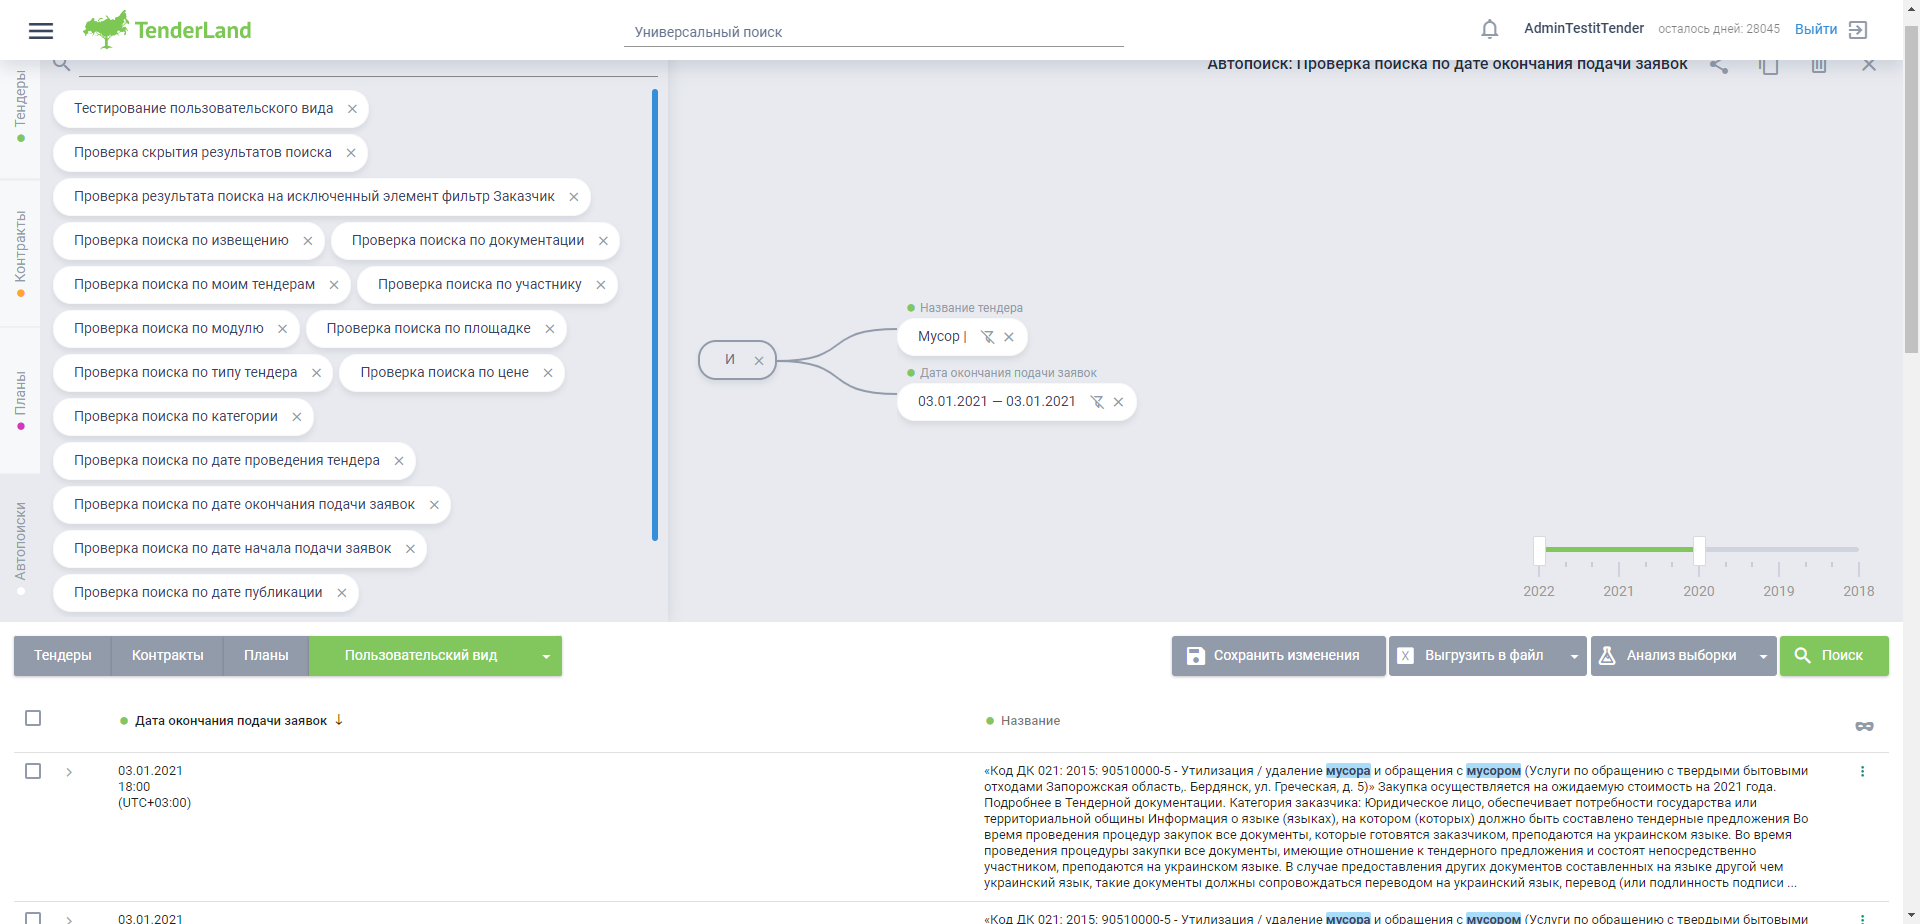 TenderLand
Универсальный поиск
AdminTestitTender
осталось дней: 28045
Выйти
Тендеры
Контракты
Планы
Автопоиски
Тестирование пользовательского вида
Проверка скрытия результатов поиска
Проверка результата поиска на исключенный элемент фильтр Заказчик
Проверка поиска по извещению
Проверка поиска по документации
Проверка поиска по моим тендерам
Проверка поиска по участнику
Проверка поиска по модулю
Проверка поиска по площадке
Проверка поиска по типу тендера
Проверка поиска по цене
Проверка поиска по категории
Проверка поиска по дате проведения тендера
Проверка поиска по дате окончания подачи заявок
Проверка поиска по дате начала подачи заявок
Проверка поиска по дате публикации
Автопоиск: Проверка поиска по дате окончания подачи заявок
И
Название тендера
Мусор |
Дата окончания подачи заявок
03.01.2021 — 03.01.2021
2022 2021 2020 2019 2018
Тендеры
Контракты
Планы
Пользовательский вид
Сохранить изменения
Выгрузить в файл
Анализ выборки
Поиск
Дата окончания подачи заявок
Название
03.01.2021
18:00
(UTC+03:00)
«Код ДК 021: 2015: 90510000-5 - Утилизация / удаление мусора и обращения с мусором (Услуги по обращению с твердыми бытовыми
отходами Запорожская область,. Бердянск, ул. Греческая, д. 5)» Закупка осуществляется на ожидаемую стоимость на 2021 года.
Подробнее в Тендерной документации. Категория заказчика: Юридическое лицо, обеспечивает потребности государства или
территориальной общины Информация о языке (языках), на котором (которых) должно быть составлено тендерные предложения Во
время проведения процедур закупок все документы, которые готовятся заказчиком, преподаются на украинском языке. Во время
проведения процедуры закупки все документы, имеющие отношение к тендерного предложения и состоят непосредственно
участником, преподаются на украинском языке. В случае предоставления других документов составленных на языке другой чем
украинский язык, такие документы должны сопровождаться переводом на украинский язык, перевод (или подлинность подписи ...
03.01.2021
«Код ДК 021: 2015: 90510000-5 - Утилизация / удаление мусора и обращения с мусором (Услуги по обращению с твердыми бытовыми